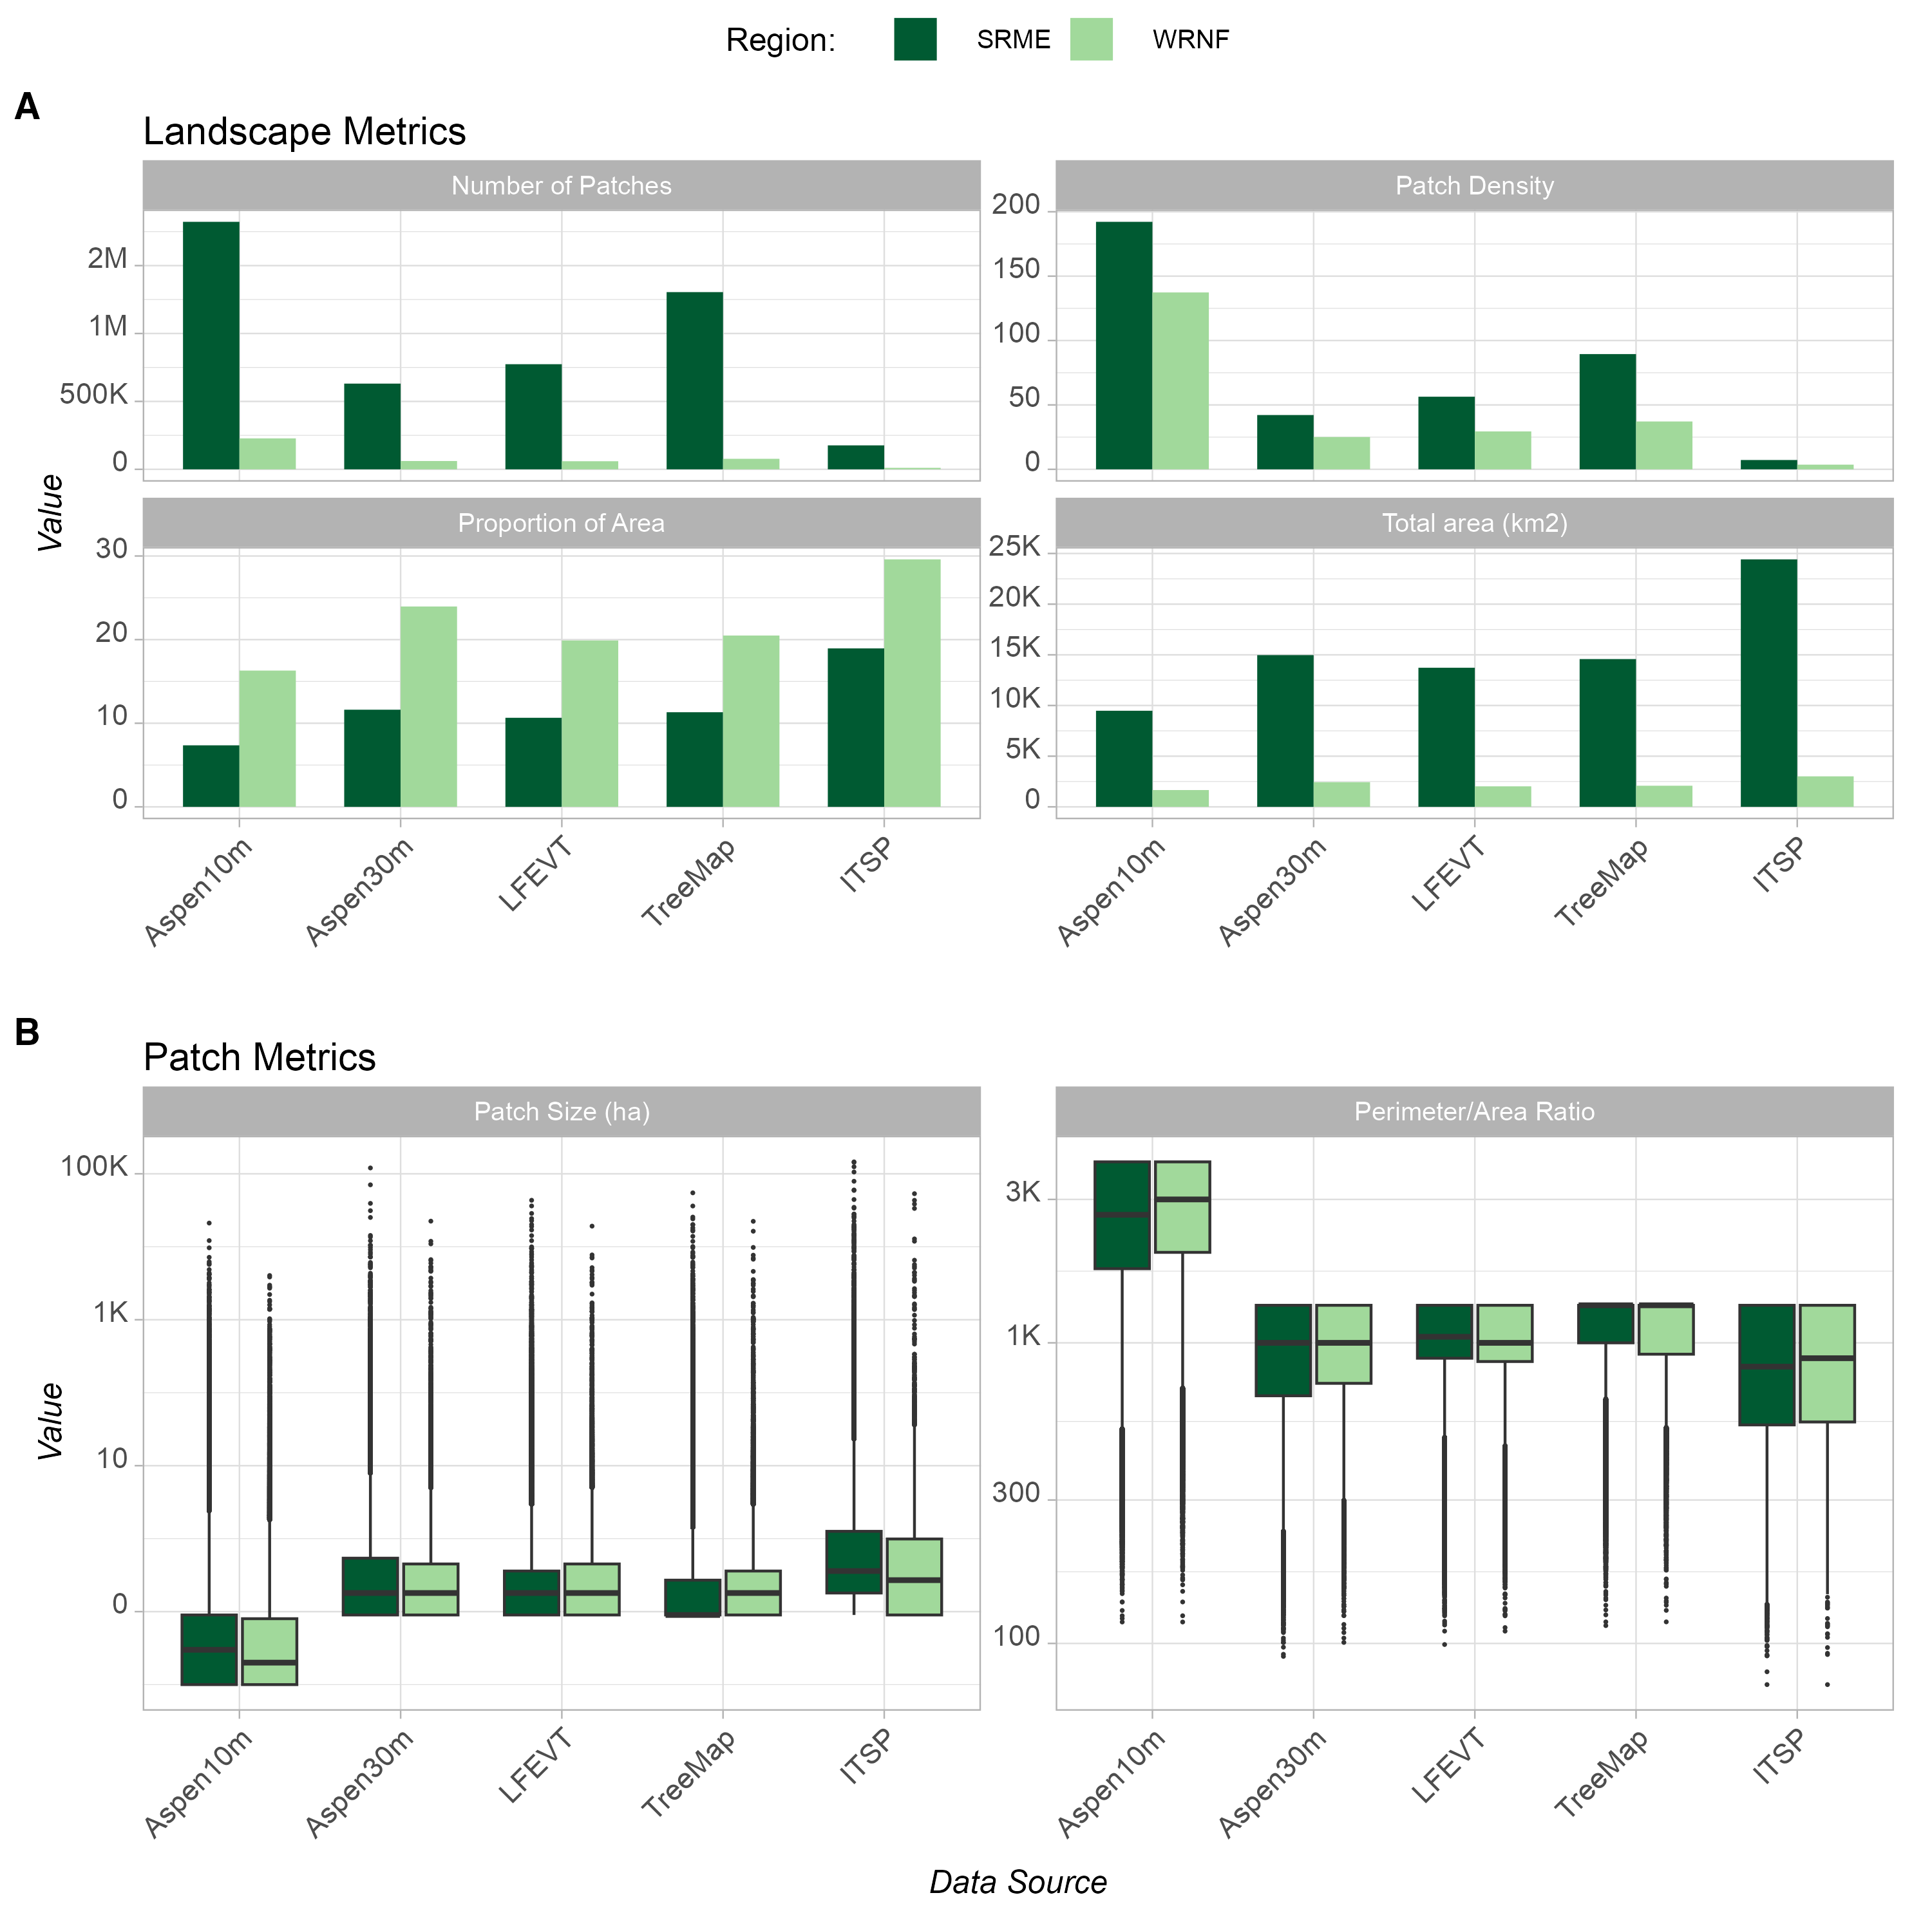 Region: SRME WRNF
A
Landscape Metrics
Number of Patches
Patch Density
2M
1M
500K
0
200
150
100
50
0
Value
Proportion of Area
Total area (km2)
30
20
10
0
25K
20K
15K
10K
5K
0
Aspen10m
Aspen30m
LFEVT
TreeMap
ITSP
Aspen10m
Aspen30m
LFEVT
TreeMap
ITSP
B
Patch Metrics
Patch Size (ha)
Perimeter/Area Ratio
100K
1K
10
0
3K
1K
300
100
Value
Aspen10m
Aspen30m
LFEVT
TreeMap
ITSP
Aspen10m
Aspen30m
LFEVT
TreeMap
ITSP
Data Source